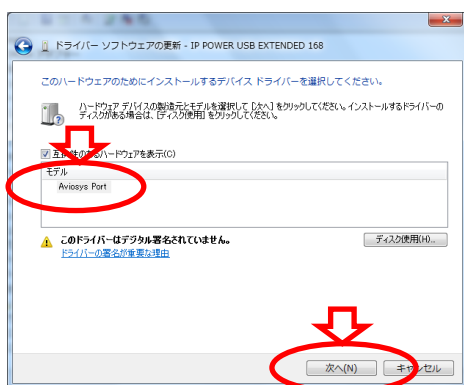 ドライバー ソフトウェアの更新 - IP POWER USB EXTENDED 168
このハードウェアのためにインストールするデバイス ドライバーを選択してください。
ハードウェア デバイスの製造元とモデルを選択して [次へ] をクリックしてください。インストールするドライバーの
ディスクがある場合は、[ディスク使用] をクリックしてください。
互換性のあるハードウェアを表示(C)
モデル
Aviosys Port
このドライバーはデジタル署名されていません。
ディスク使用(H)...
ドライバーの署名が重要な理由
次へ(N)
キャンセル